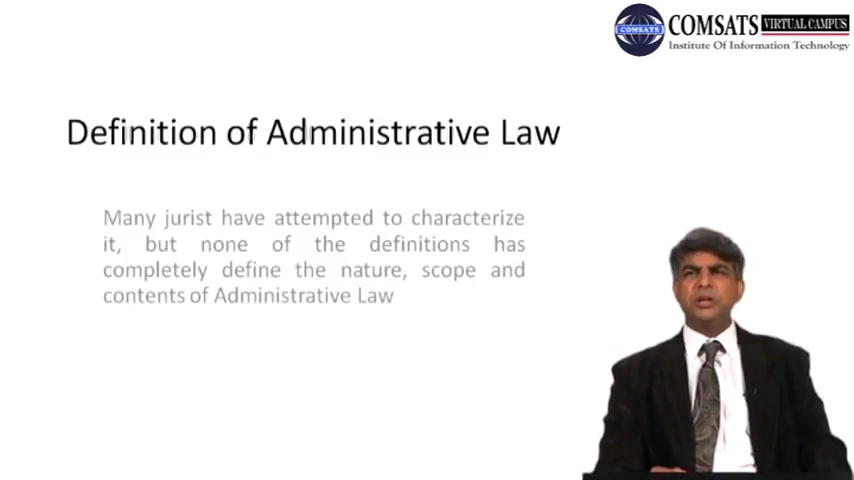 COMSATS VIRTUAL CAMPUS
Institute Of Information Technology
COMSATS
Definition of Administrative Law
Many jurist have attempted to characterize
it, but none of the definitions has
completely define the nature, scope and
contents of Administrative Law